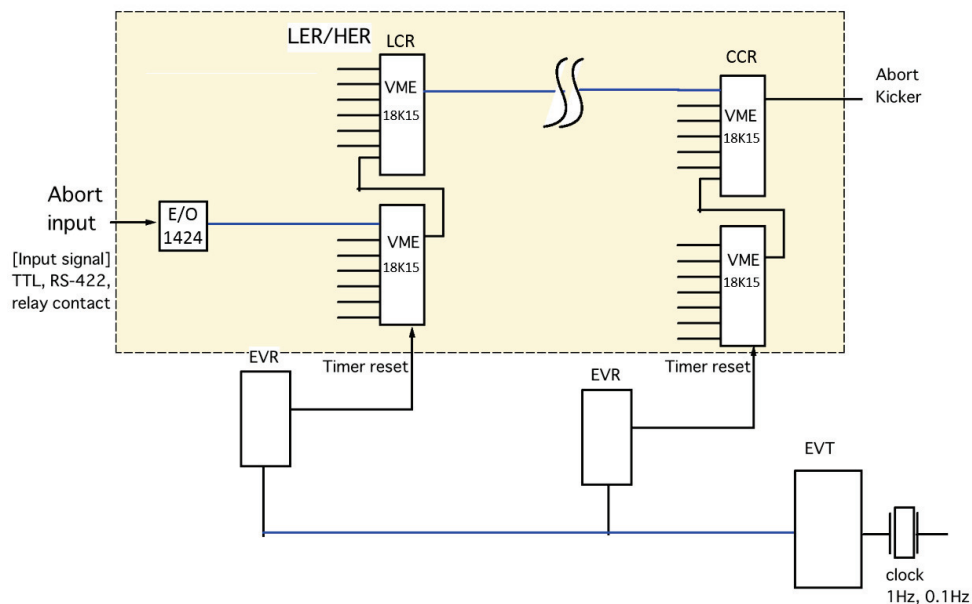 LER/HER
LCR
VME
18K15
CCR
VME
18K15
Abort
Kicker
Abort
input
E/O
1424
[Input signal]
TTL, RS-422,
relay contact
VME
18K15
VME
18K15
EVR
Timer reset
EVR
Timer reset
EVT
clock
1Hz, 0.1Hz